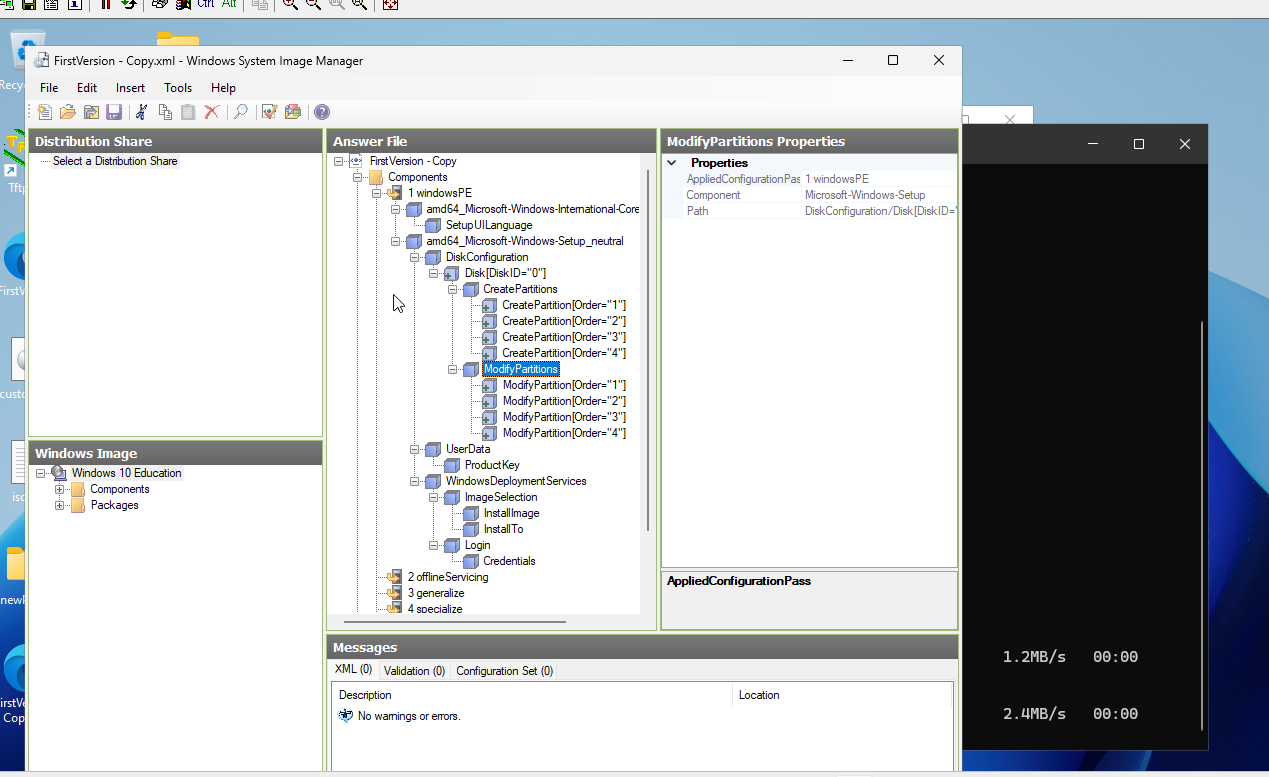 Ctrl Alt
Recy
Tftp
FirstV
custo
isc
newF
FirstVe
Cop
FirstVersion - Copy.xml - Windows System Image Manager
File Edit Insert Tools Help
Distribution Share
Select a Distribution Share
Windows Image
Windows 10 Education
Components
Packages
Answer File
FirstVersion - Copy
Components
1 windowsPE
amd64_Microsoft-Windows-International-Core
SetupUILanguage
amd64_Microsoft-Windows-Setup_neutral
DiskConfiguration
Disk[DiskID="0"]
CreatePartitions
CreatePartition[Order="1"]
CreatePartition[Order="2"]
CreatePartition[Order="3"]
CreatePartition[Order="4"]
ModifyPartitions
ModifyPartition[Order="1"]
ModifyPartition[Order="2"]
ModifyPartition[Order="3"]
ModifyPartition[Order="4"]
UserData
ProductKey
WindowsDeploymentServices
ImageSelection
InstallImage
InstallTo
Login
Credentials
2 offlineServicing
3 generalize
4 specialize
ModifyPartitions Properties
Properties
AppliedConfigurationPas 1 windowsPE
Component Microsoft-Windows-Setup
Path DiskConfiguration/Disk[DiskID="
AppliedConfigurationPass
Messages
XML (0) Validation (0) Configuration Set (0)
Description Location
No warnings or errors.
1.2MB/s 00:00
2.4MB/s 00:00